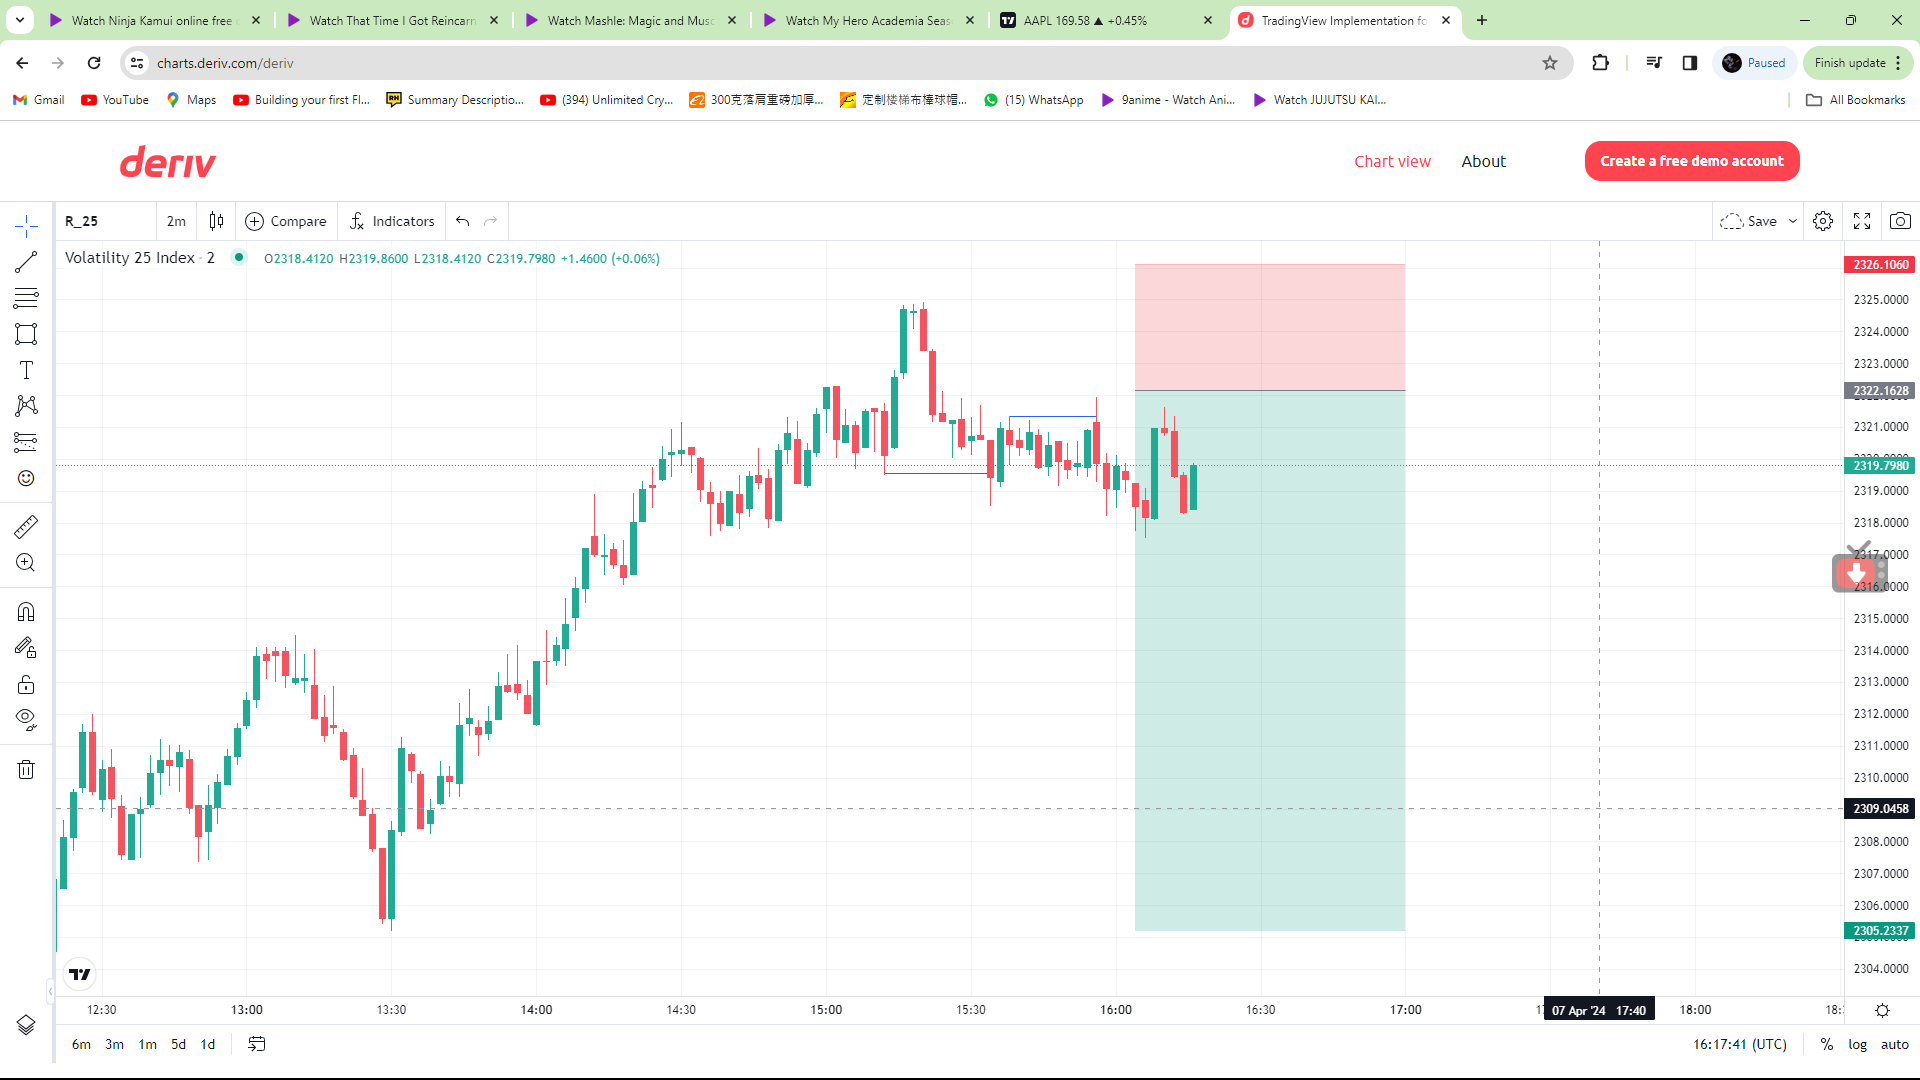 Watch Ninja Kamui online free
Watch That Time I Got Reincarn
Watch Mashle: Magic and Musc
Watch My Hero Academia Seas
AAPL 169.58 ▲ +0.45%
TradingView Implementation fo
charts.deriv.com/deriv
Paused
Finish update
Gmail
YouTube
Maps
Building your first Fl...
Summary Descriptio...
(394) Unlimited Cry...
300克落肩重磅加厚...
定制楼梯布棒球帽...
(15) WhatsApp
9anime - Watch Ani...
Watch JUJUTSU KAI...
All Bookmarks
deriv
Chart view
About
Create a free demo account
R_25
2m
Compare
Indicators
Save
Volatility 25 Index · 2
O2318.4120 H2319.8600 L2318.4120 C2319.7980 +1.4600 (+0.06%)
2326.1060
2325.0000
2324.0000
2323.0000
2322.1628
2321.0000
2319.7980
2319.0000
2318.0000
2317.0000
2316.0000
2315.0000
2314.0000
2313.0000
2312.0000
2311.0000
2310.0000
2309.0458
2308.0000
2307.0000
2306.0000
2305.2337
2304.0000
12:30
13:00
13:30
14:00
14:30
15:00
15:30
16:00
16:30
17:00
07 Apr '24 17:40
18:00
6m
3m
1m
5d
1d
16:17:41 (UTC)
%
log
auto